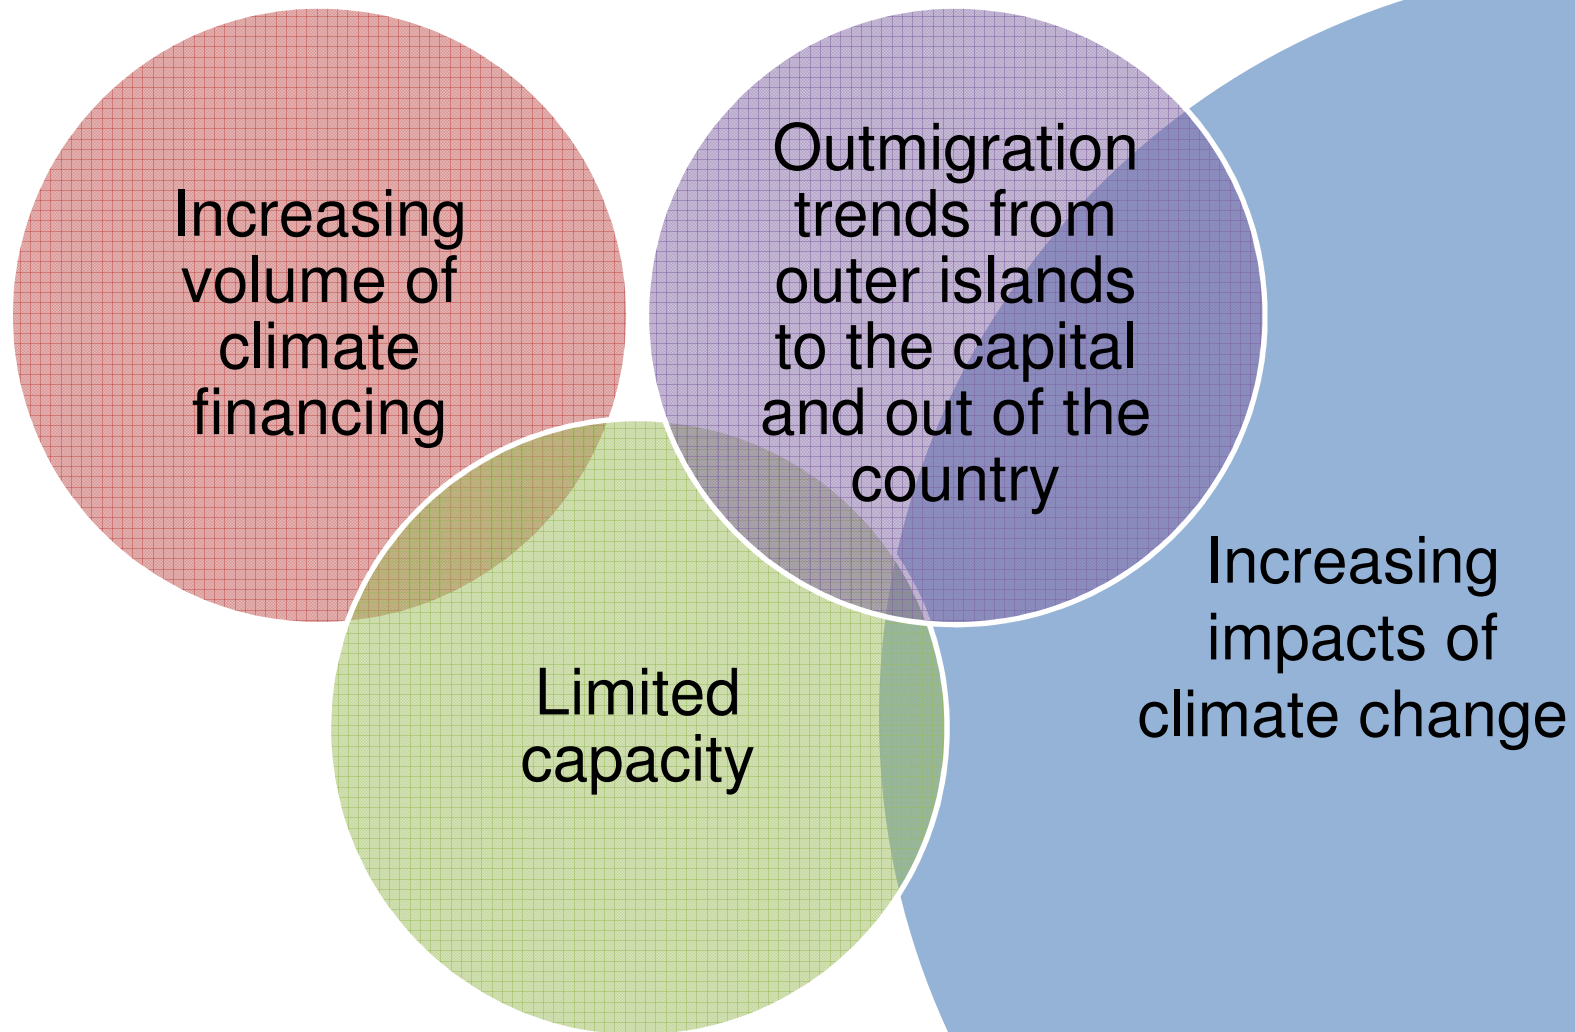 Increasing
volume of
climate
financing
Outmigration
trends from
outer islands
to the capital
and out of the
country
Limited
capacity
Increasing
impacts of
climate change